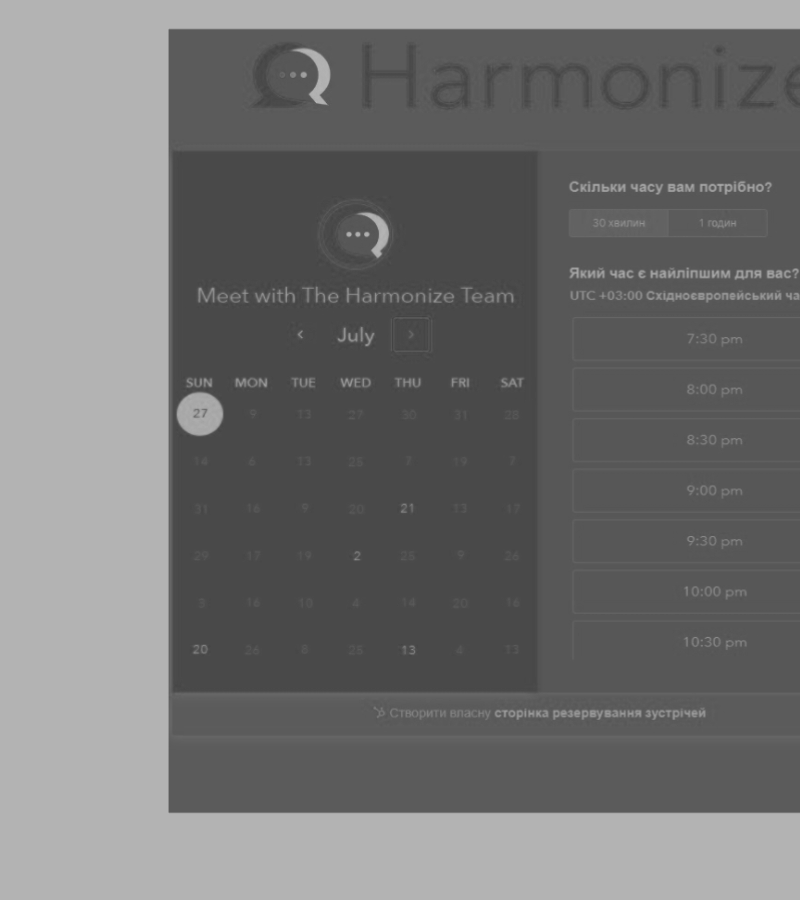 Harmonize
Meet with The Harmonize Team
‹ July ›
SUN MON TUE WED THU FRI SAT
27 9 13 27 30 31 28
14 6 13 25 7 19 7
31 16 9 20 21 13 17
29 17 19 2 25 9 26
3 16 10 4 14 20 16
20 26 8 25 13 4 13
Скільки часу вам потрібно?
30 хвилин 1 годин
Який час є найліпшим для вас?
UTC +03:00 Східноєвропейський
7:30 pm
8:00 pm
8:30 pm
9:00 pm
9:30 pm
10:00 pm
10:30 pm
Створити власну сторінка резервування зустрічей